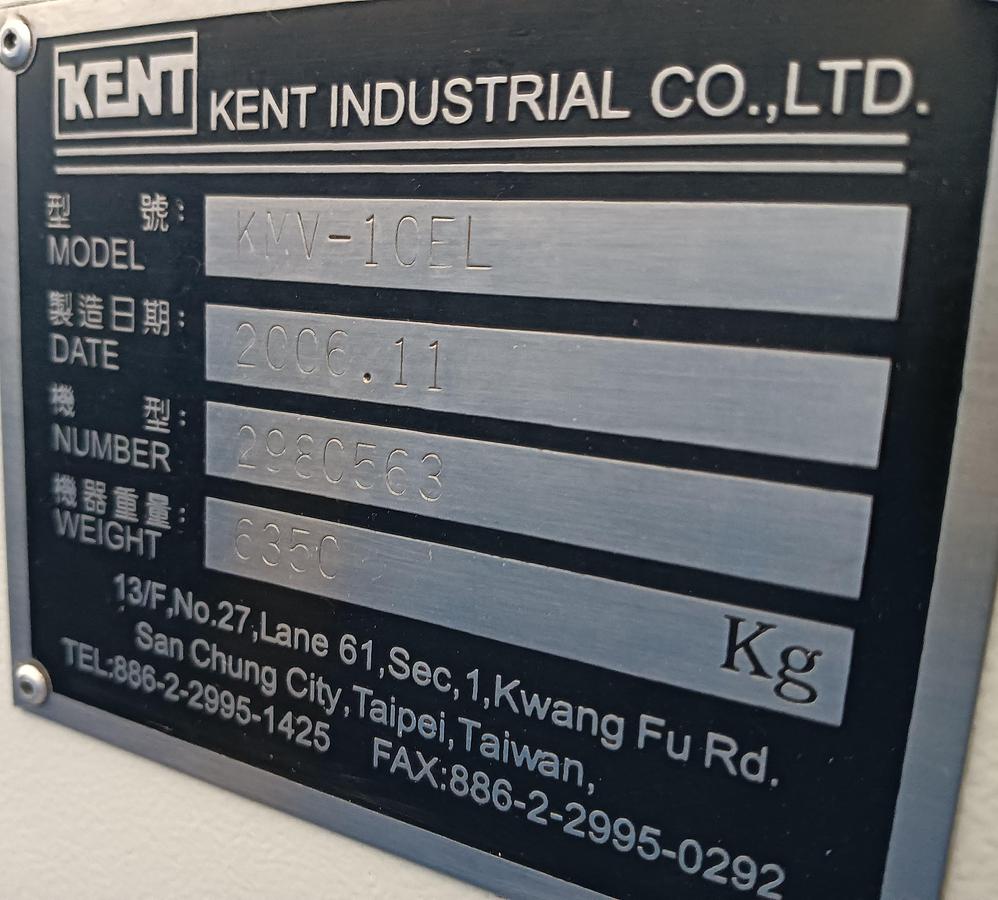 KENT KENT INDUSTRIAL CO.,LTD.
型 號:
MODEL KMV-10EL
製造日期:
DATE 2006.11
機 型:
NUMBER 2980563
機器重量:
WEIGHT 6350 Kg
13/F,No.27,Lane 61,Sec,1,Kwang Fu Rd.
San Chung City,Taipei,Taiwan,
TEL:886-2-2995-1425 FAX:886-2-2995-0292